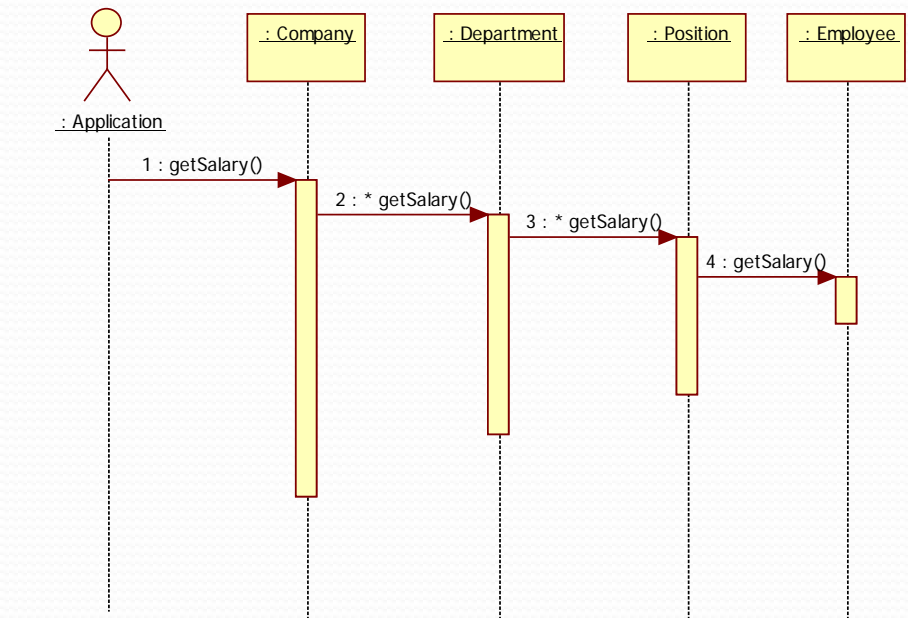 : Company
: Department
: Position
: Employee
: Application
1 : getSalary()
2 : * getSalary()
3 : * getSalary()
4 : getSalary()